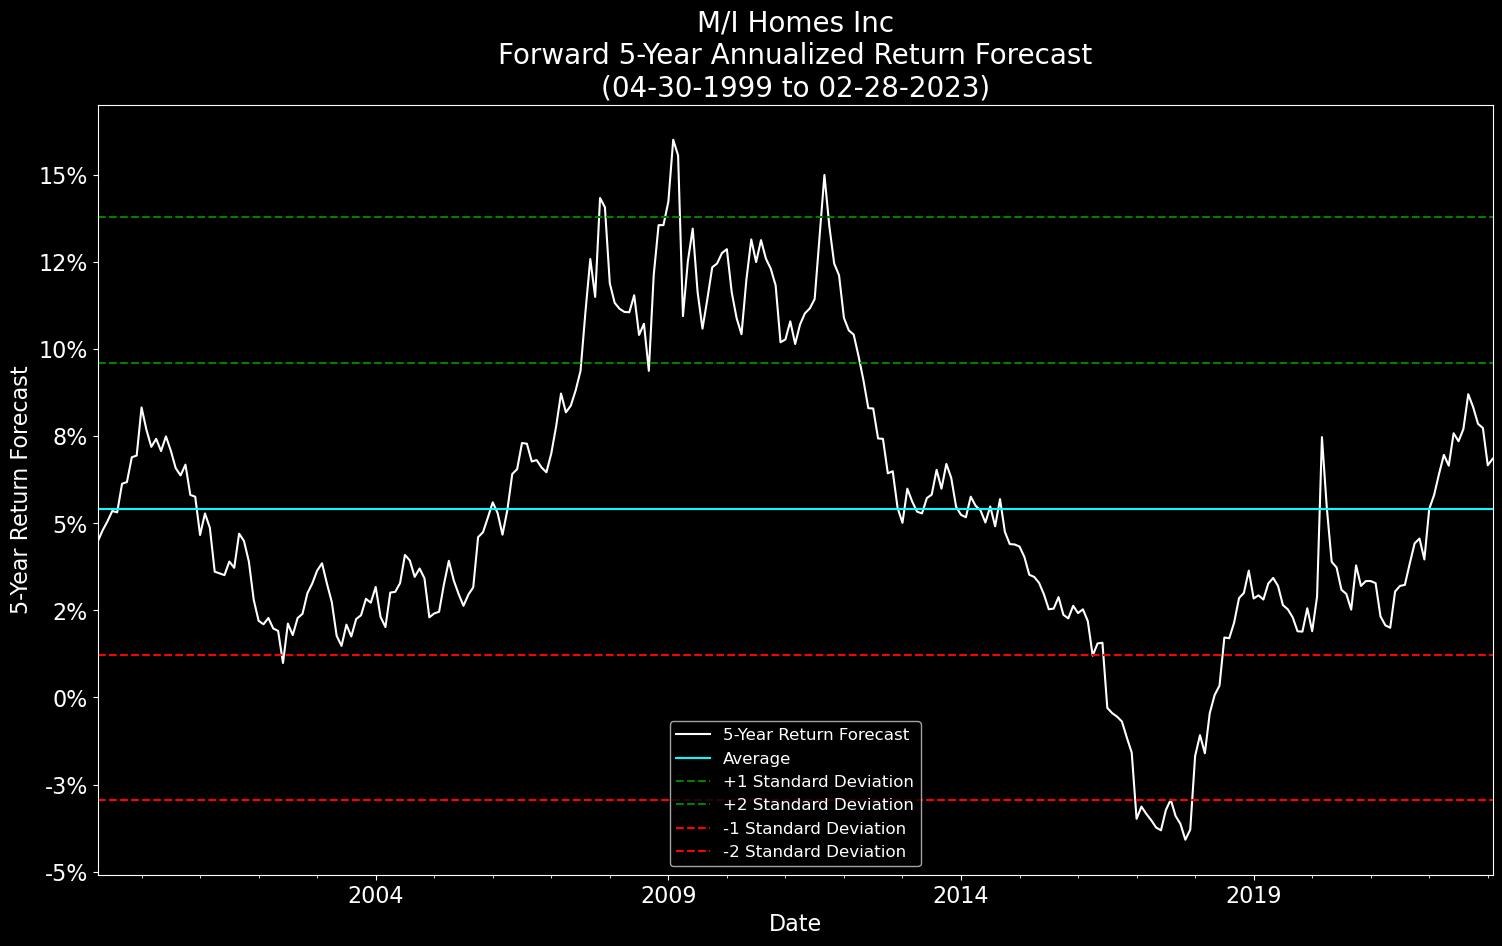 M/I Homes Inc
Forward 5-Year Annualized Return Forecast
(04-30-1999 to 02-28-2023)
5-Year Return Forecast
15%
12%
10%
8%
5%
2%
0%
-3%
-5%
5-Year Return Forecast
Average
+1 Standard Deviation
+2 Standard Deviation
-1 Standard Deviation
-2 Standard Deviation
2004 2009 2014 2019
Date